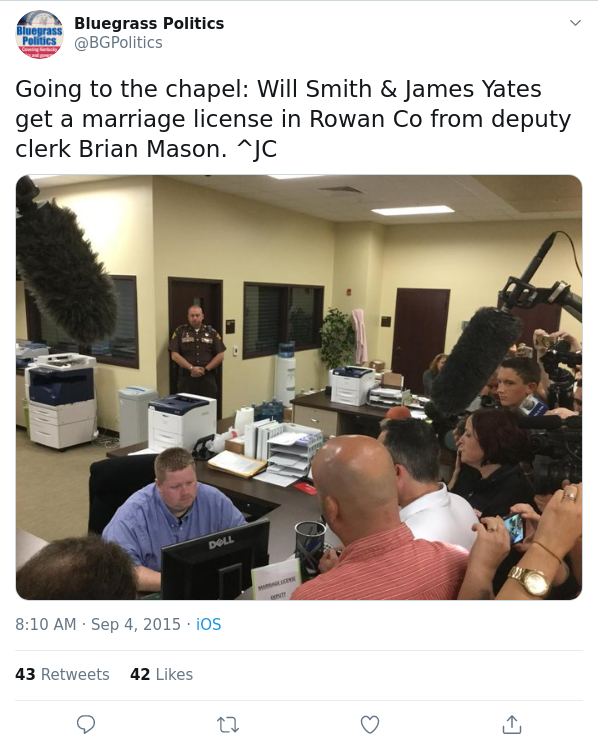 Bluegrass Politics
@BGPolitics
Bluegrass
Politics
Going to the chapel: Will Smith & James Yates
get a marriage license in Rowan Co from deputy
clerk Brian Mason. ^JC
DELL
MARRIAGE LICENSE
DEPUTY
8:10 AM · Sep 4, 2015 · iOS
43 Retweets 42 Likes